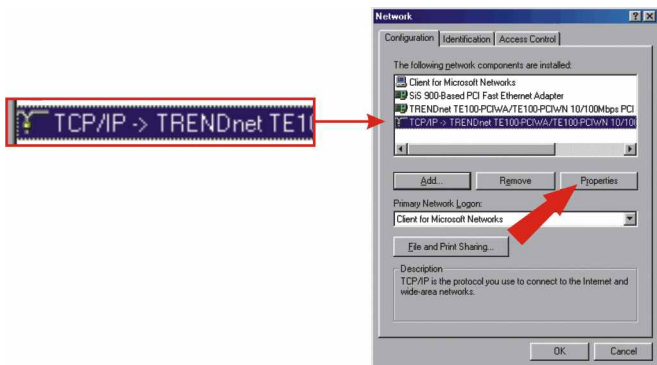 TCP/IP -> TRENDnet TE1
Network
Configuration Identification Access Control
The following network components are installed:
Client for Microsoft Networks
SiS 900-Based PCI Fast Ethernet Adapter
TRENDnet TE100-PCIWA/TE100-PCIWN 10/100Mbps PCI
TCP/IP -> TRENDnet TE100-PCIWA/TE100-PCIWN 10/100
Add... Remove Properties
Primary Network Logon:
Client for Microsoft Networks
File and Print Sharing...
Description
TCP/IP is the protocol you use to connect to the Internet and
wide-area networks.
OK Cancel